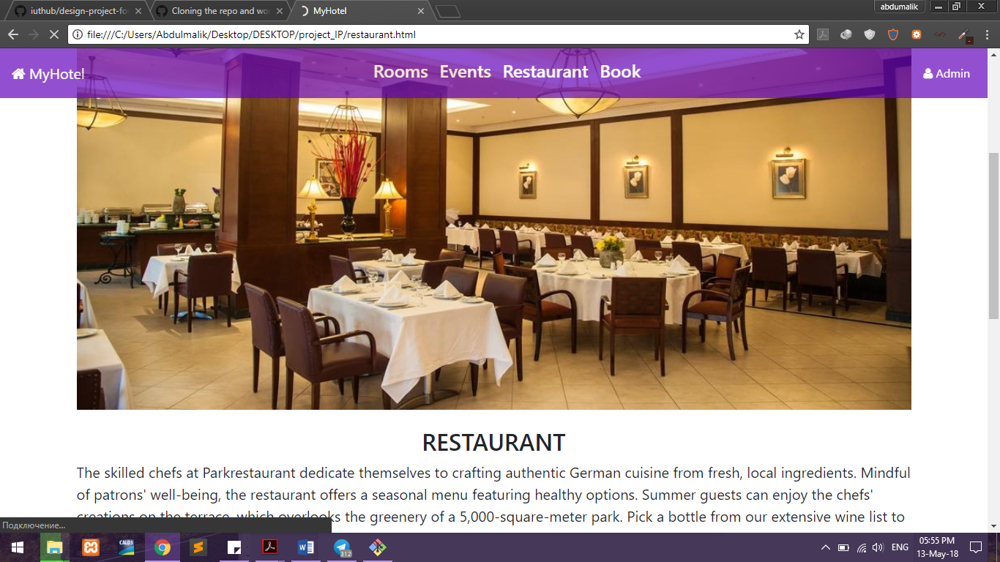 iuthub/design-project-fo
Cloning the repo and wo
MyHotel
abdumalik
file:///C:/Users/Abdulmalik/Desktop/DESKTOP/project_IP/restaurant.html
MyHotel Rooms Events Restaurant Book Admin
RESTAURANT
The skilled chefs at Parkrestaurant dedicate themselves to crafting authentic German cuisine from fresh, local ingredients. Mindful
of patrons' well-being, the restaurant offers a seasonal menu featuring healthy options. Summer guests can enjoy the chefs'
creations on the terrace, which overlooks the greenery of a 5,000-square-meter park. Pick a bottle from our extensive wine list to
Подключение...
CALD3
312
ENG
05:55 PM
13-May-18